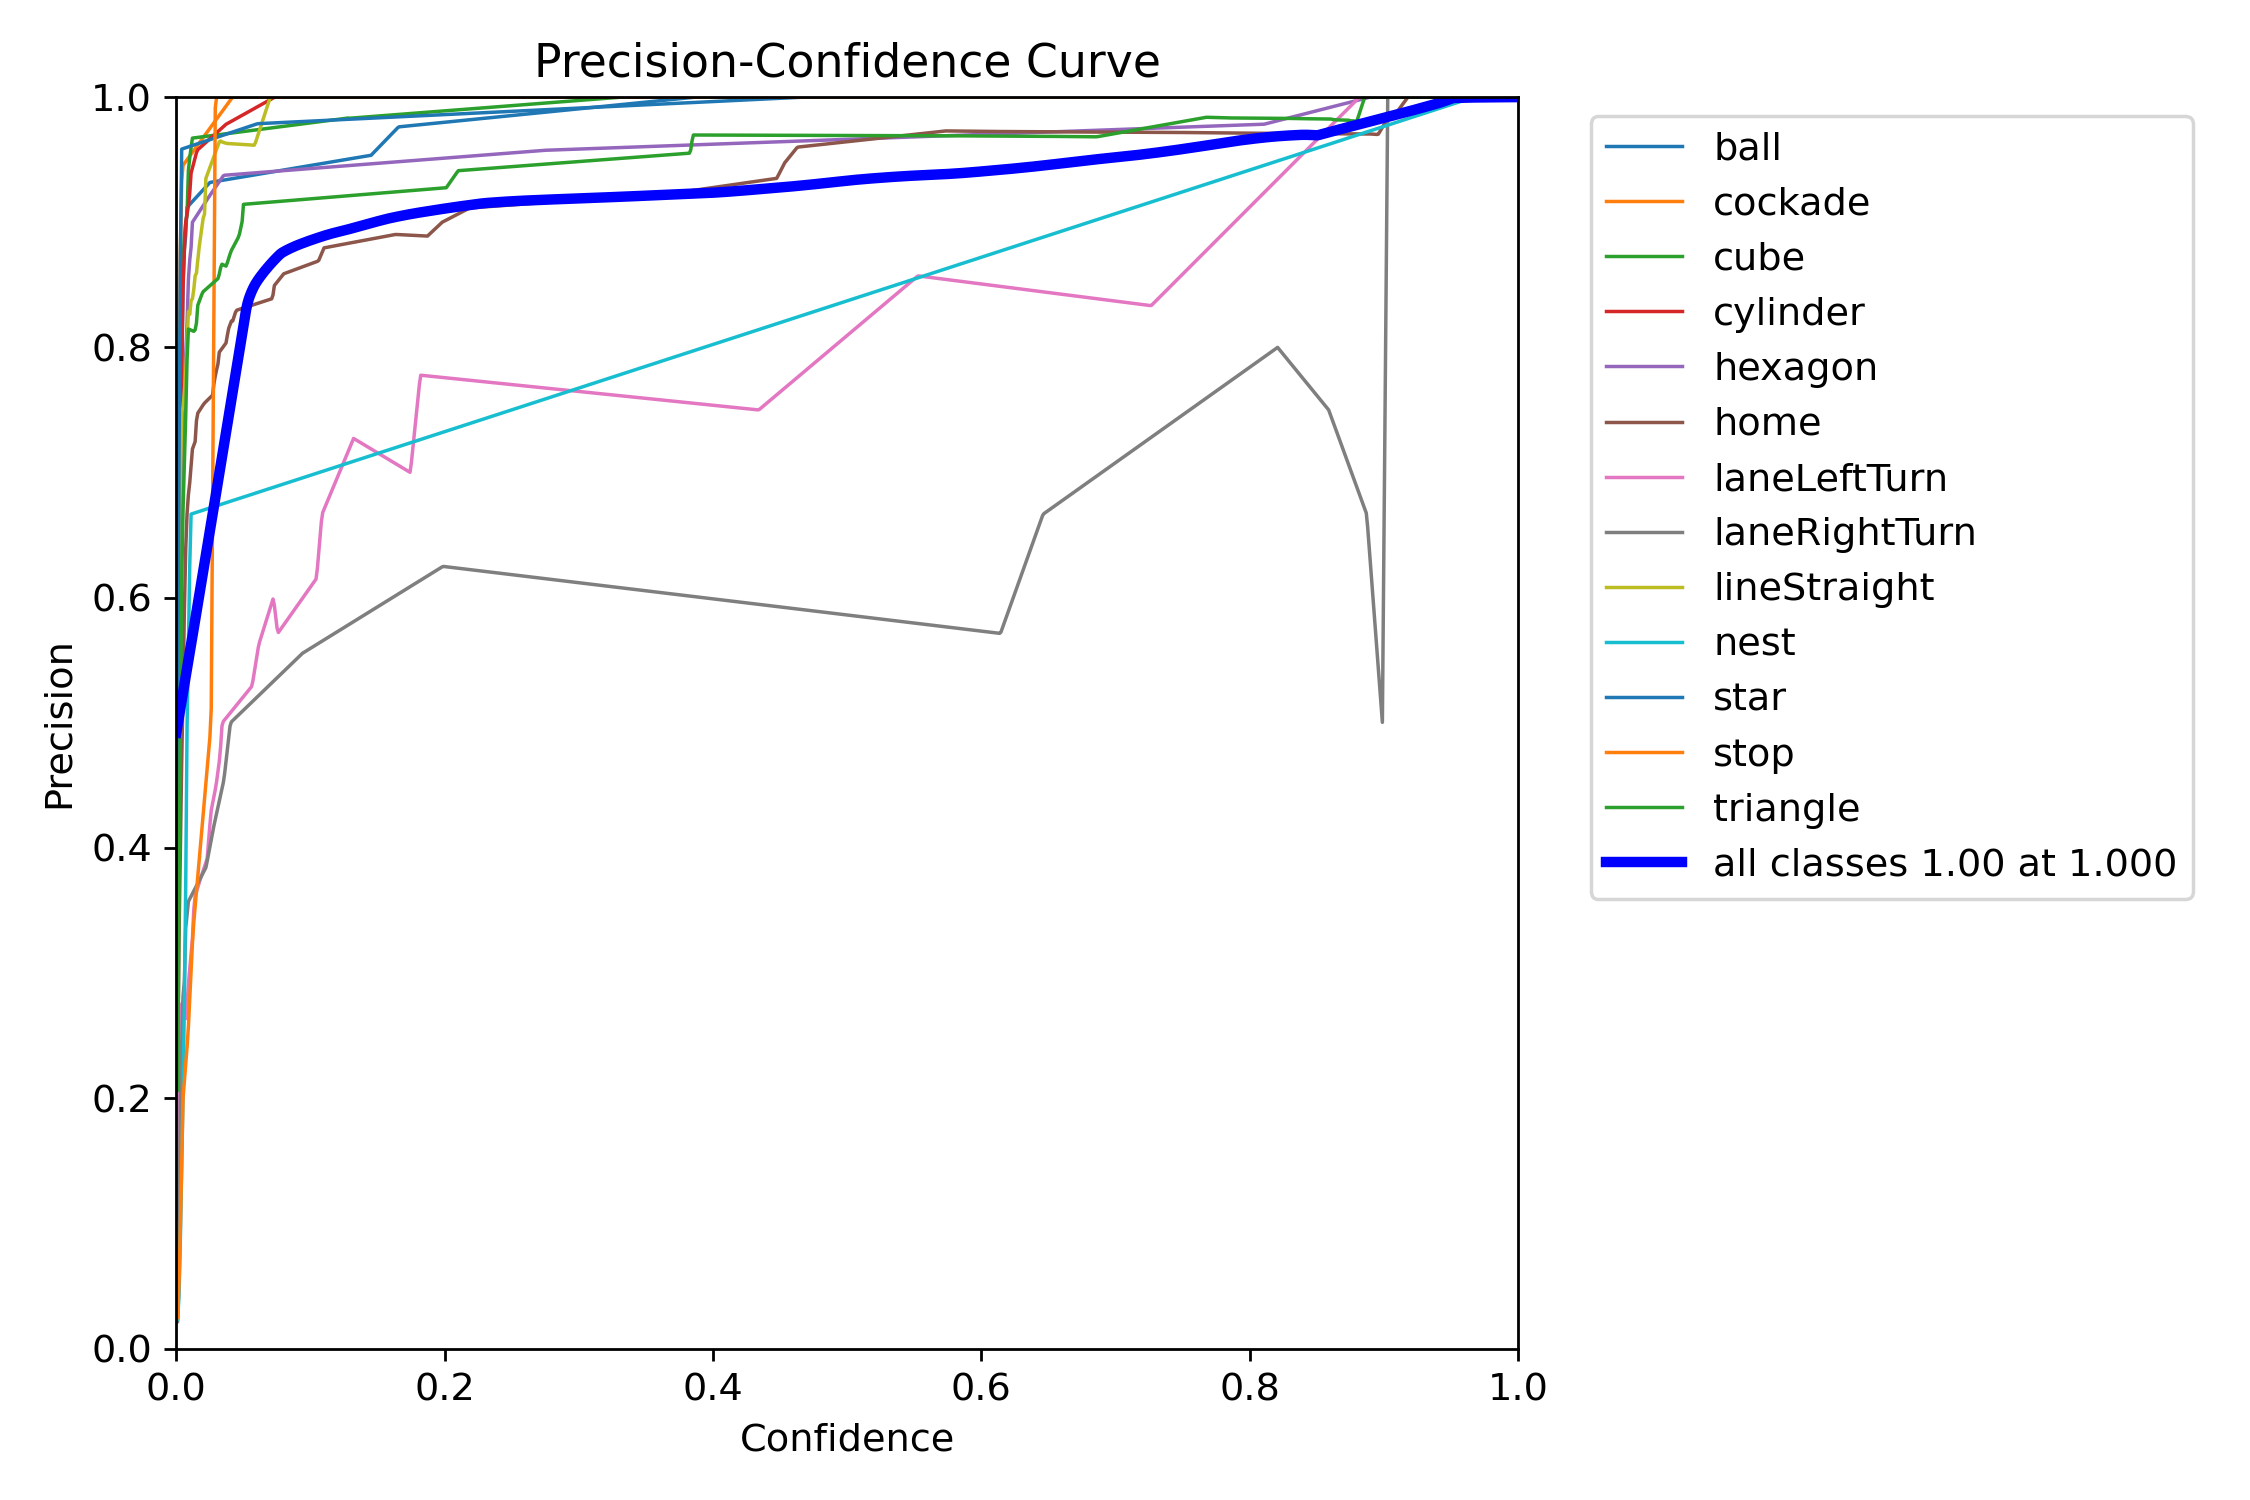 Precision-Confidence Curve
1.0
0.8
0.6
0.4
0.2
0.0
Precision
0.0 0.2 0.4 0.6 0.8 1.0
Confidence
ball
cockade
cube
cylinder
hexagon
home
laneLeftTurn
laneRightTurn
lineStraight
nest
star
stop
triangle
all classes 1.00 at 1.000